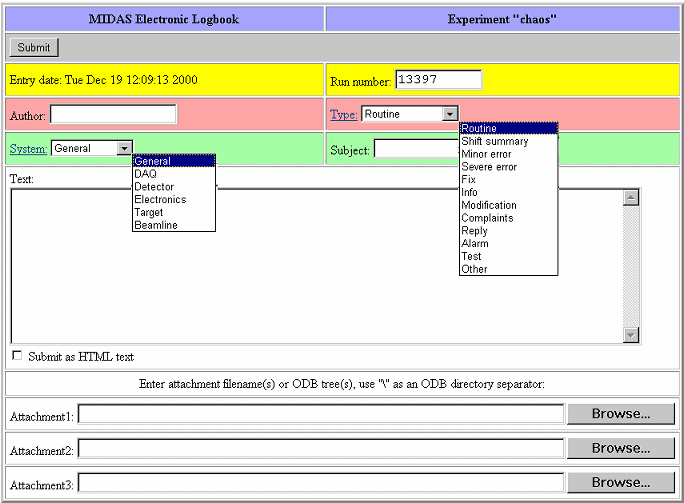 MIDAS Electronic Logbook Experiment "chaos"
Submit
Entry date: Tue Dec 19 12:09:13 2000 Run number: 13397
Author: Type: Routine
Routine
Shift summary
Minor error
Severe error
Fix
Info
Modification
Complaints
Reply
Alarm
Test
Other
System: General Subject:
General
DAQ
Detector
Electronics
Target
Beamline
Text:
Submit as HTML text
Enter attachment filename(s) or ODB tree(s), use "\" as an ODB directory separator:
Attachment1: Browse...
Attachment2: Browse...
Attachment3: Browse...